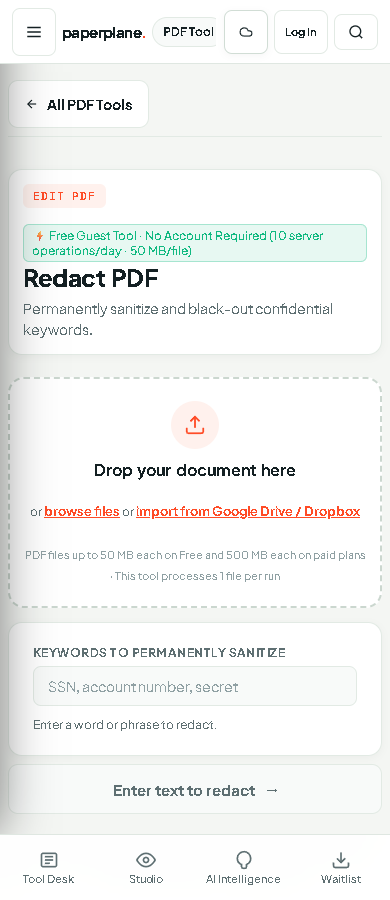 paperplane.
PDF Tool
Log In
All PDF Tools
EDIT PDF
Free Guest Tool · No Account Required (10 server
operations/day · 50 MB/file)
Redact PDF
Permanently sanitize and black-out confidential
keywords.
Drop your document here
or browse files or import from Google Drive / Dropbox
PDF files up to 50 MB each on Free and 500 MB each on paid plans
· This tool processes 1 file per run
KEYWORDS TO PERMANENTLY SANITIZE
SSN, account number, secret
Enter a word or phrase to redact.
Enter text to redact →
Tool Desk
Studio
AI Intelligence
Waitlist